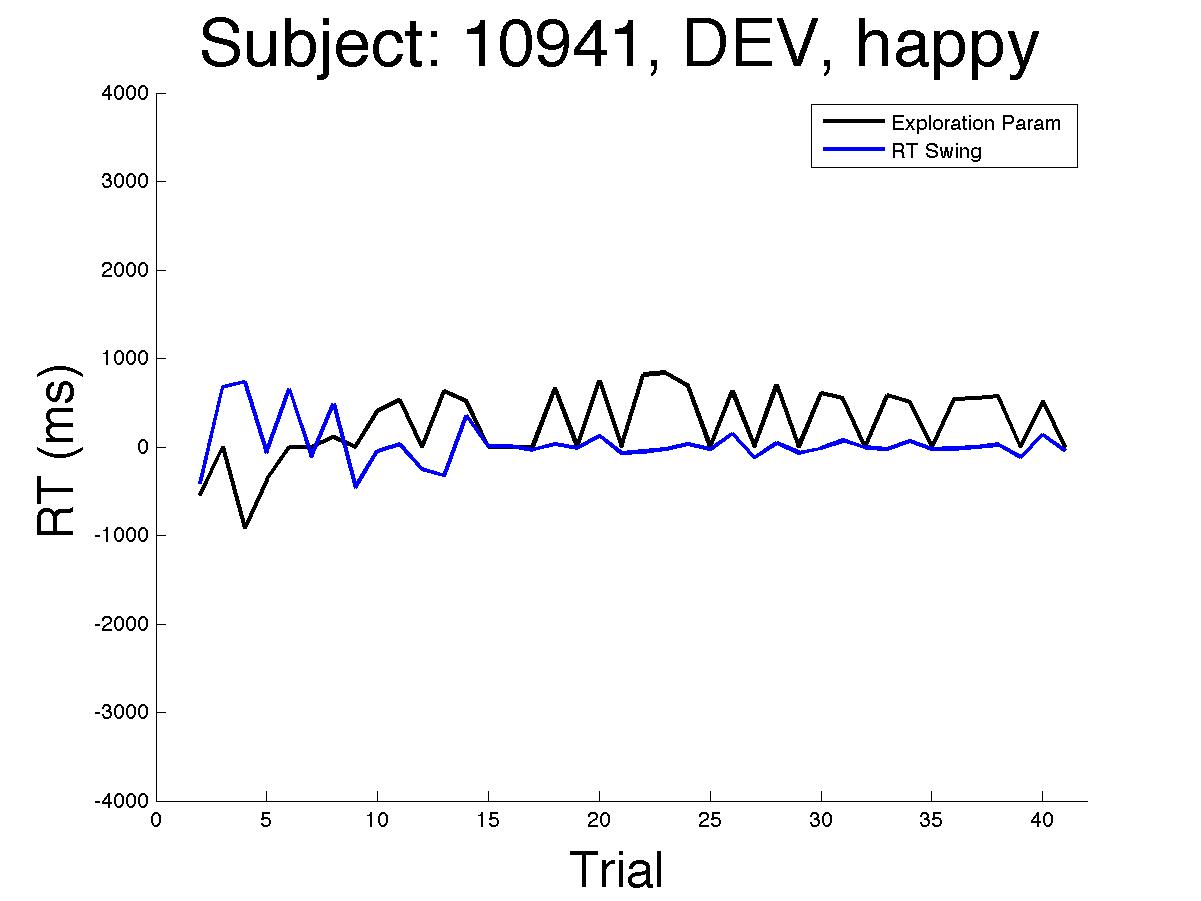 Subject: 10941, DEV, happy
4000
3000
2000
1000
0
-1000
-2000
-3000
-4000
RT (ms)
Exploration Param
RT Swing
0 5 10 15 20 25 30 35 40
Trial